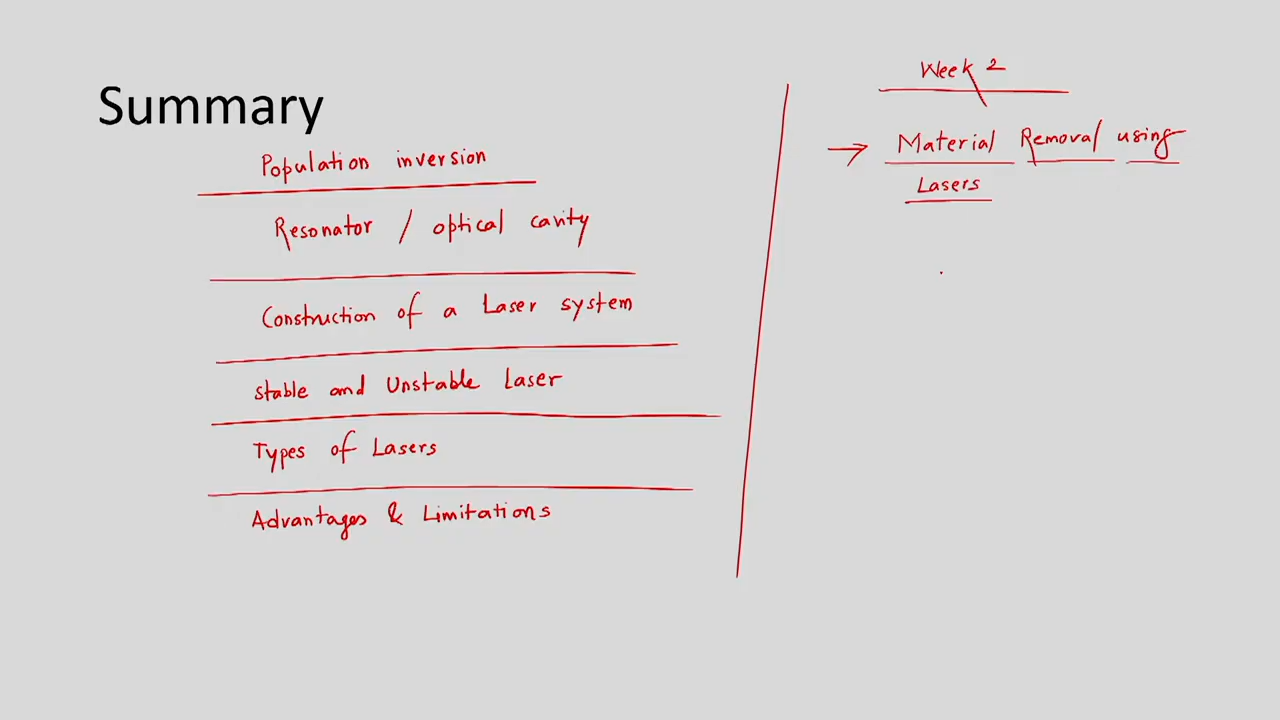 Summary
Population inversion
Resonator / optical cavity
Construction of a Laser system
Stable and Unstable Laser
Types of Lasers
Advantages & Limitations
Week 2
→ Material Removal using
Lasers